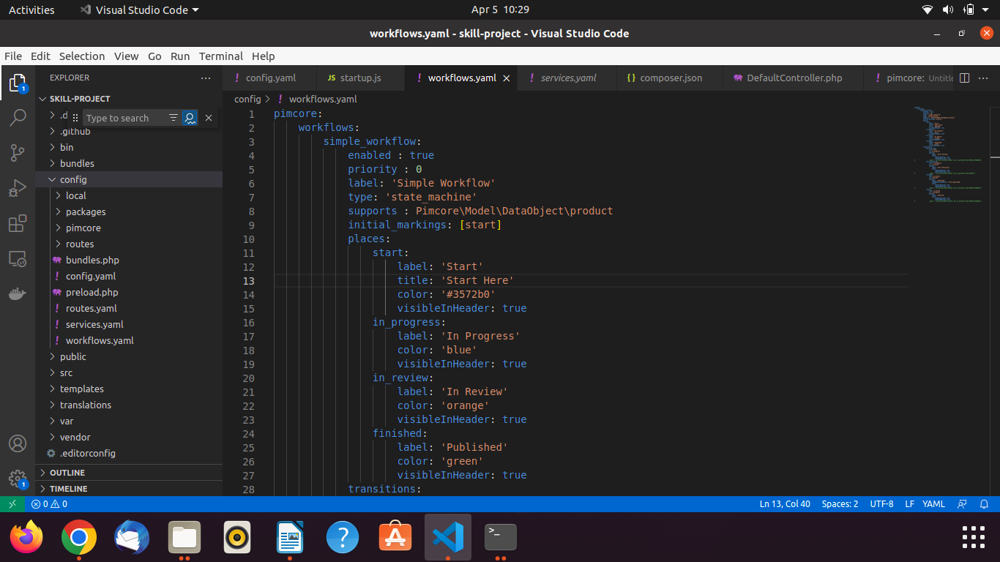 Activities
Visual Studio Code
Apr 5 10:29
workflows.yaml - skill-project - Visual Studio Code
File Edit Selection View Go Run Terminal Help
EXPLORER
SKILL-PROJECT
.d
Type to search
.github
bin
bundles
config
local
packages
pimcore
routes
bundles.php
config.yaml
preload.php
routes.yaml
services.yaml
workflows.yaml
public
src
templates
translations
var
vendor
.editorconfig
OUTLINE
TIMELINE
1
1
config.yaml
JS startup.js
workflows.yaml
services.yaml
composer.json
DefaultController.php
pimcore: Untitle
config > workflows.yaml
1 pimcore:
2 workflows:
3 simple_workflow:
4 enabled : true
5 priority : 0
6 label: 'Simple Workflow'
7 type: 'state_machine'
8 supports : Pimcore\Model\DataObject\product
9 initial_markings: [start]
10 places:
11 start:
12 label: 'Start'
13 title: 'Start Here'
14 color: '#3572b0'
15 visibleInHeader: true
16 in_progress:
17 label: 'In Progress'
18 color: 'blue'
19 visibleInHeader: true
20 in_review:
21 label: 'In Review'
22 color: 'orange'
23 visibleInHeader: true
24 finished:
25 label: 'Published'
26 color: 'green'
27 visibleInHeader: true
28 transitions:
0 0
Ln 13, Col 40
Spaces: 2
UTF-8
LF
YAML